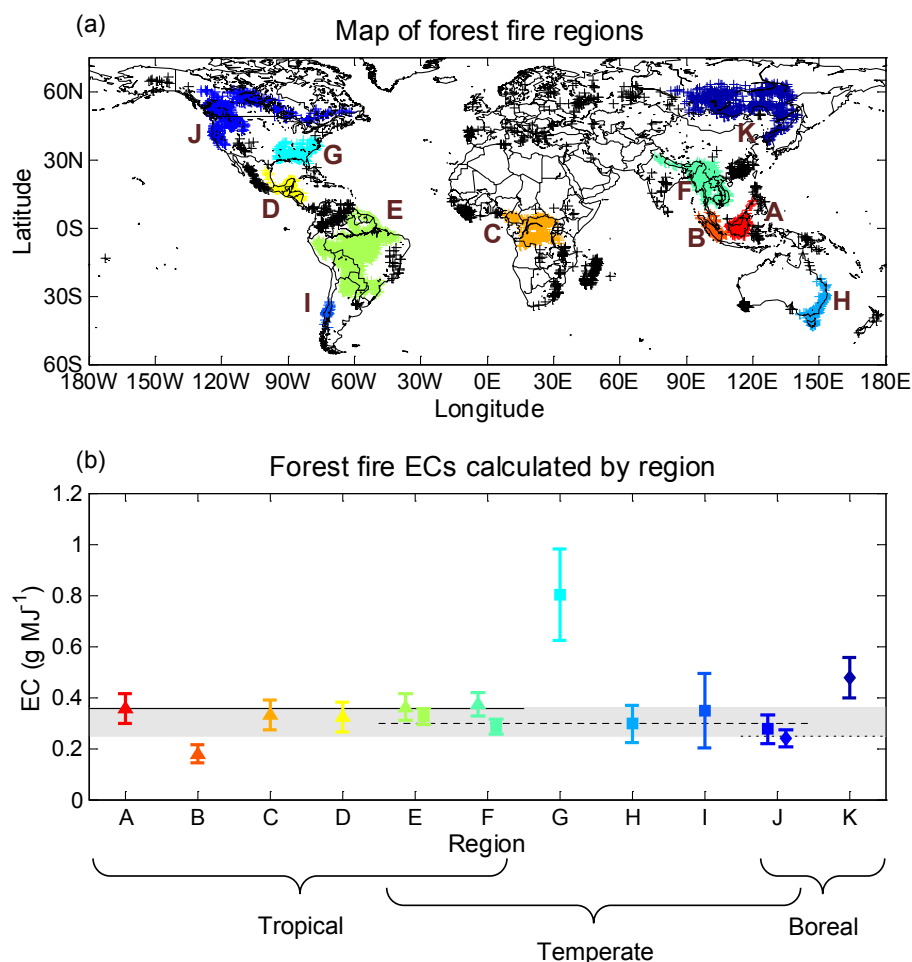 (a)
Map of forest fire regions
60N
30N
0S
30S
60S
Latitude
J
G
D
E
I
C
K
F
A
B
H
180W 150W 120W 90W 60W 30W 0E 30E 60E 90E 120E 150E 180E
Longitude
(b)
Forest fire ECs calculated by region
1.2
1
0.8
0.6
0.4
0.2
0
EC (g MJ⁻¹)
A B C D E F G H I J K
Region
Tropical
Temperate
Boreal